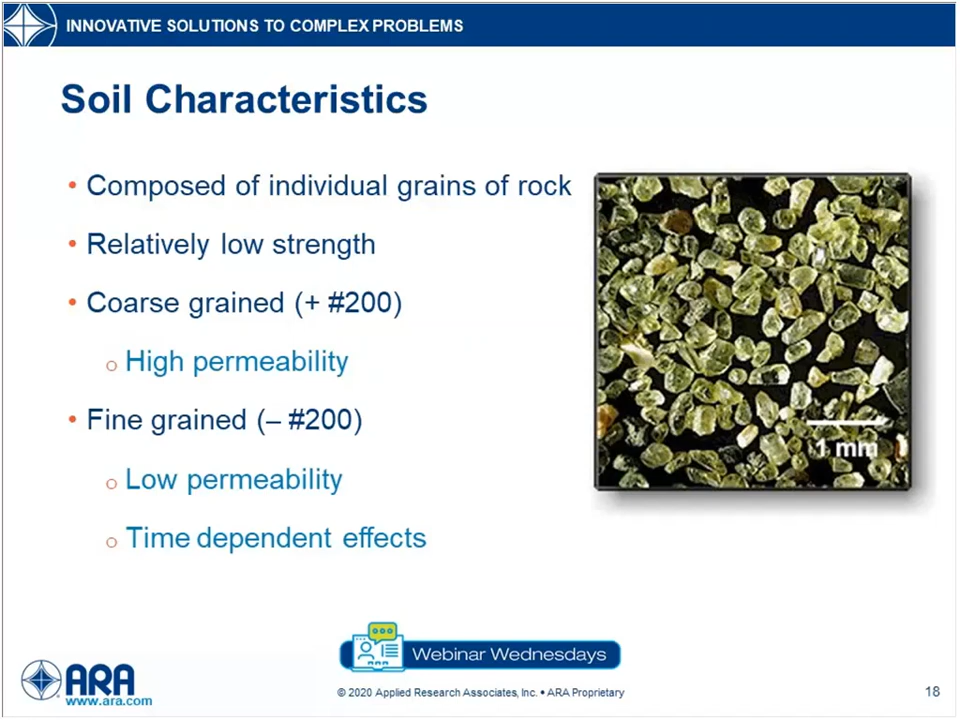 INNOVATIVE SOLUTIONS TO COMPLEX PROBLEMS
Soil Characteristics
• Composed of individual grains of rock
• Relatively low strength
• Coarse grained (+ #200)
o High permeability
• Fine grained (– #200)
o Low permeability
o Time dependent effects
1 mm
ARA
Webinar Wednesdays
ARA
www.ara.com
© 2020 Applied Research Associates, Inc. • ARA Proprietary
18